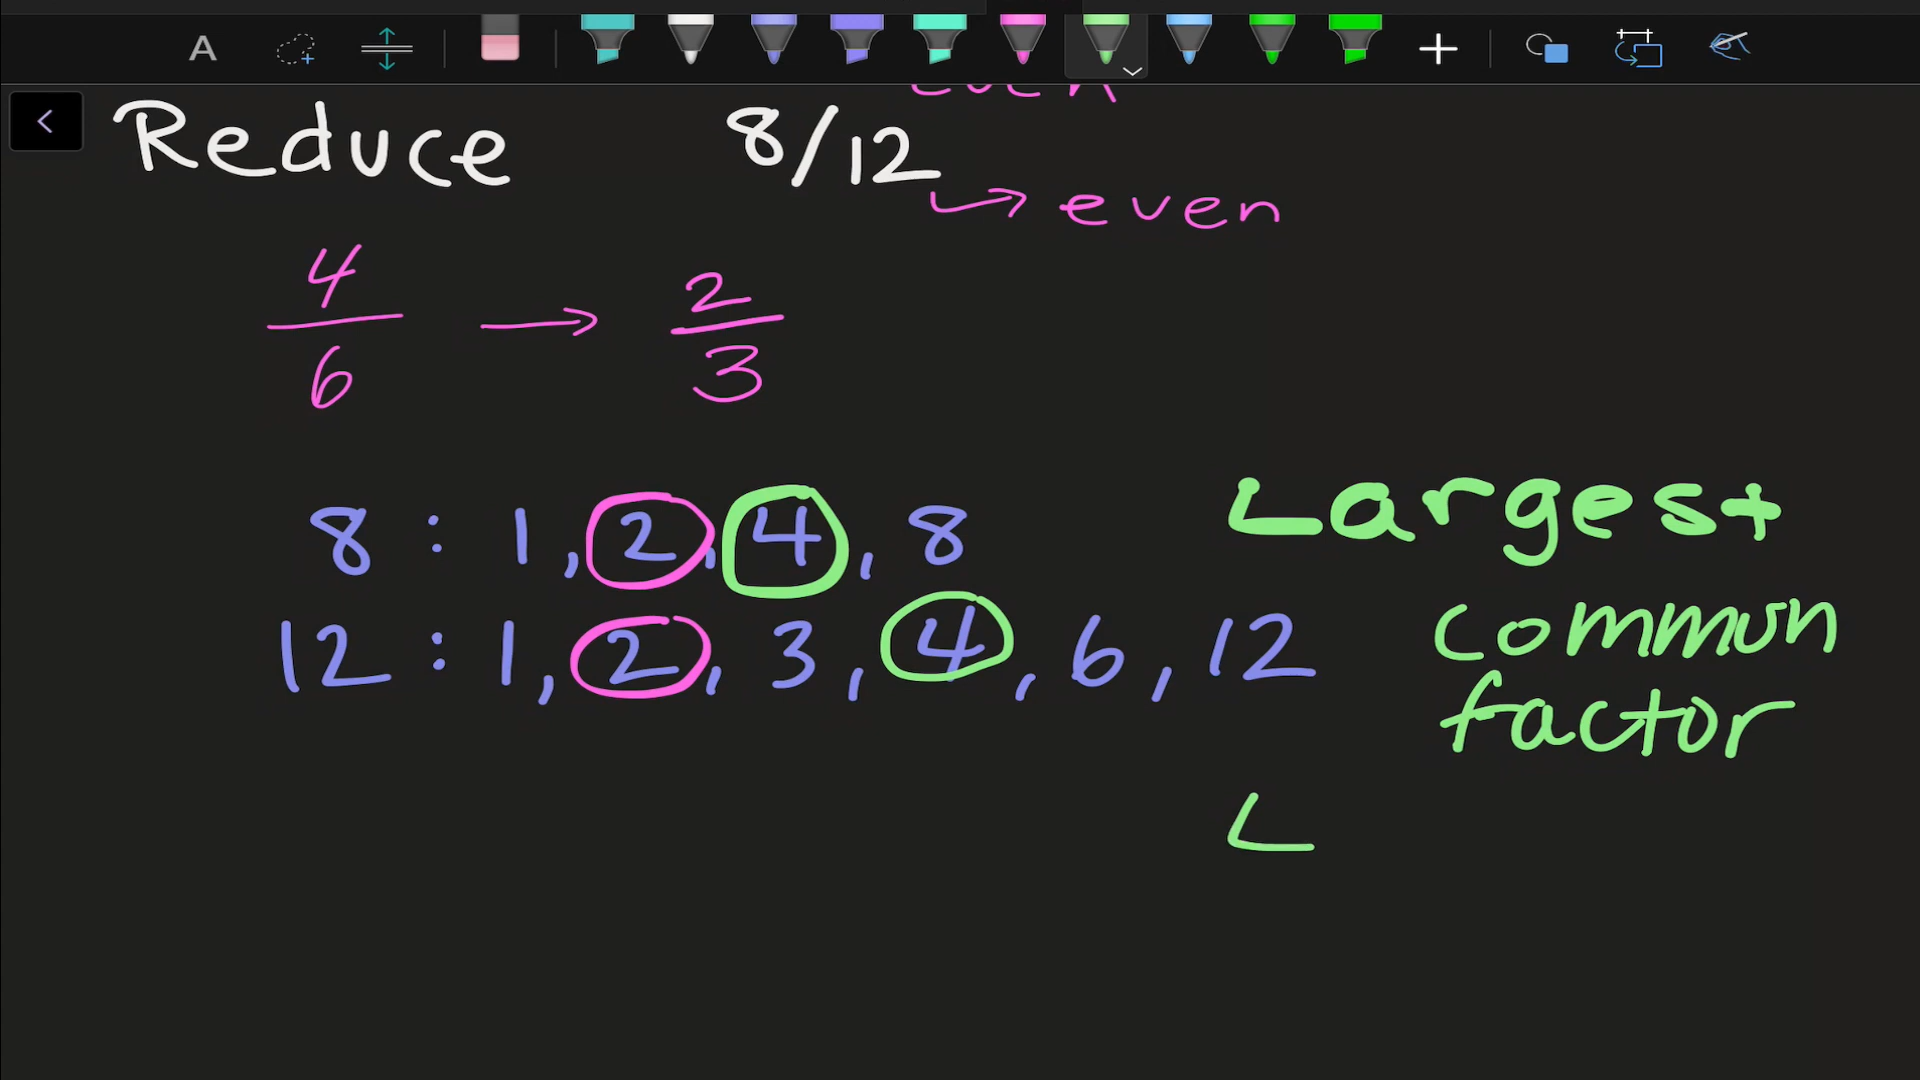 A
Reduce 8/12
even
4/6 → 2/3
8 : 1, 2, 4, 8
12 : 1, 2, 3, 4, 6, 12
Largest
common
factor
L